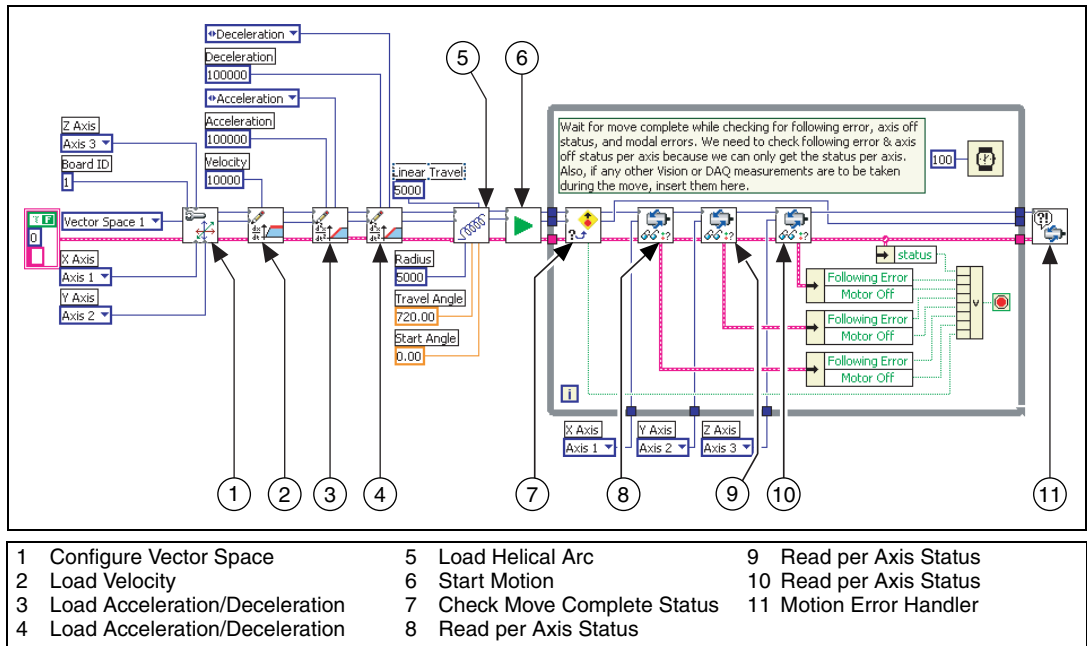 Deceleration
Deceleration
100000
Acceleration
Acceleration
100000
Velocity
10000
Z Axis
Axis 3
Board ID
1
Vector Space 1
T F
0
X Axis
Axis 1
Y Axis
Axis 2
Linear Travel
5000
Radius
5000
Travel Angle
720.00
Start Angle
0.00
5
6
Wait for move complete while checking for following error, axis off
status, and modal errors. We need to check following error & axis
off status per axis because we can only get the status per axis.
Also, if any other Vision or DAQ measurements are to be taken
during the move, insert them here.
100
status
Following Error
Motor Off
Following Error
Motor Off
Following Error
Motor Off
i
X Axis
Axis 1
Y Axis
Axis 2
Z Axis
Axis 3
1
2
3
4
7
8
9
10
11
1 Configure Vector Space
2 Load Velocity
3 Load Acceleration/Deceleration
4 Load Acceleration/Deceleration
5 Load Helical Arc
6 Start Motion
7 Check Move Complete Status
8 Read per Axis Status
9 Read per Axis Status
10 Read per Axis Status
11 Motion Error Handler